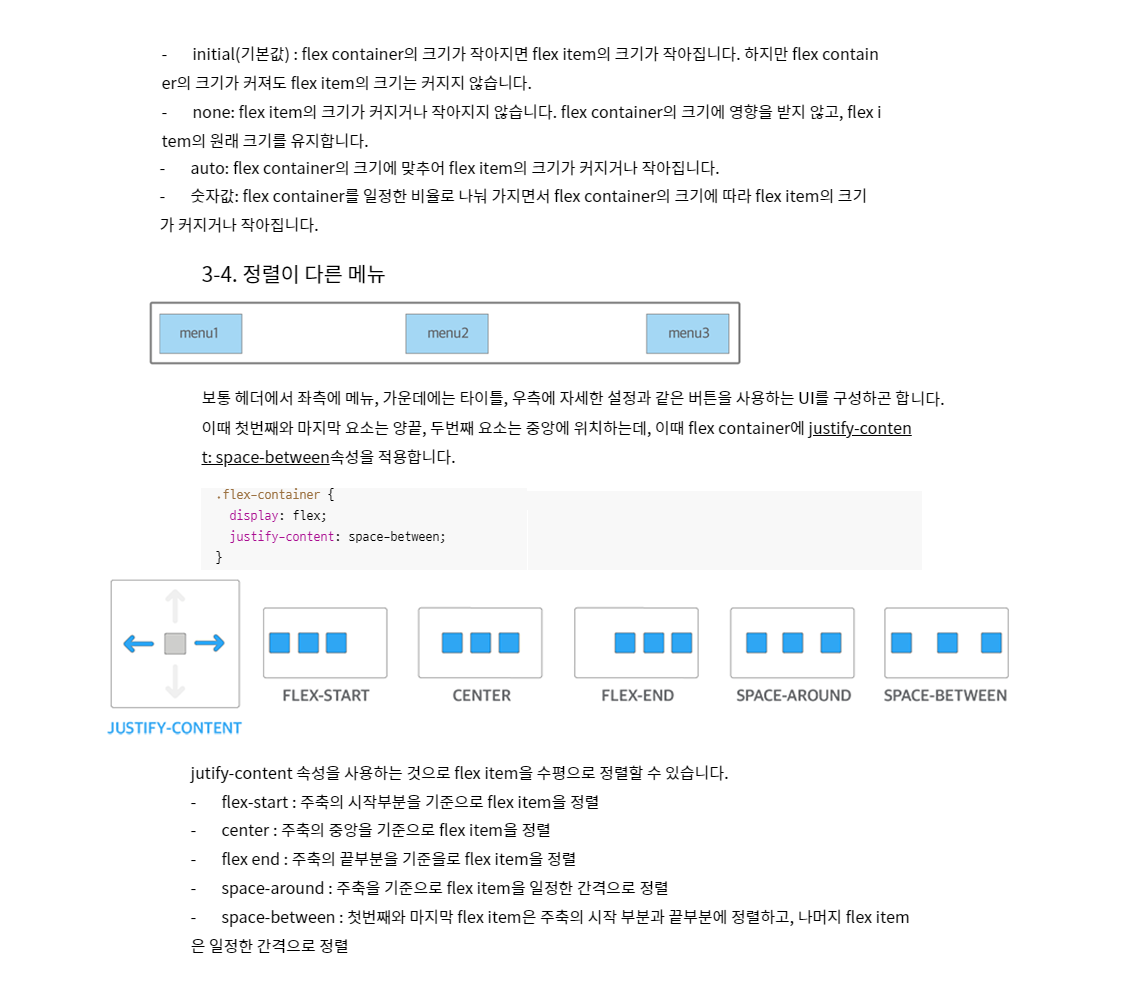 - initial(기본값) : flex container의 크기가 작아지면 flex item의 크기가 작아집니다. 하지만 flex contain
er의 크기가 커져도 flex item의 크기는 커지지 않습니다.
- none: flex item의 크기가 커지거나 작아지지 않습니다. flex container의 크기에 영향을 받지 않고, flex i
tem의 원래 크기를 유지합니다.
- auto: flex container의 크기에 맞추어 flex item의 크기가 커지거나 작아집니다.
- 숫자값: flex container를 일정한 비율로 나눠 가지면서 flex container의 크기에 따라 flex item의 크기
가 커지거나 작아집니다.
3-4. 정렬이 다른 메뉴
menu1 menu2 menu3
보통 헤더에서 좌측에 메뉴, 가운데에는 타이틀, 우측에 자세한 설정과 같은 버튼을 사용하는 UI를 구성하곤 합니다.
이때 첫번째와 마지막 요소는 양끝, 두번째 요소는 중앙에 위치하는데, 이때 flex container에 justify-conten
t: space-between속성을 적용합니다.
.flex-container {
display: flex;
justify-content: space-between;
}
FLEX-START CENTER FLEX-END SPACE-AROUND SPACE-BETWEEN
JUSTIFY-CONTENT
jutify-content 속성을 사용하는 것으로 flex item을 수평으로 정렬할 수 있습니다.
- flex-start : 주축의 시작부분을 기준으로 flex item을 정렬
- center : 주축의 중앙을 기준으로 flex item을 정렬
- flex end : 주축의 끝부분을 기준을로 flex item을 정렬
- space-around : 주축을 기준으로 flex item을 일정한 간격으로 정렬
- space-between : 첫번째와 마지막 flex item은 주축의 시작 부분과 끝부분에 정렬하고, 나머지 flex item
은 일정한 간격으로 정렬